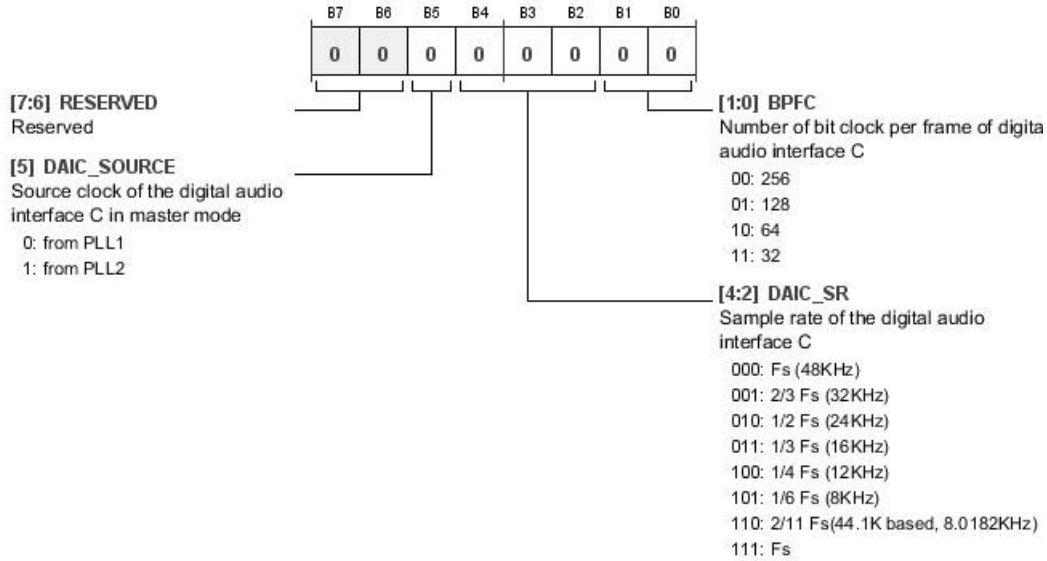 B7 B6 B5 B4 B3 B2 B1 B0
0 0 0 0 0 0 0 0
[7:6] RESERVED
Reserved
[5] DAIC_SOURCE
Source clock of the digital audio
interface C in master mode
0: from PLL1
1: from PLL2
[1:0] BPFC
Number of bit clock per frame of digita
audio interface C
00: 256
01: 128
10: 64
11: 32
[4:2] DAIC_SR
Sample rate of the digital audio
interface C
000: Fs (48KHz)
001: 2/3 Fs (32KHz)
010: 1/2 Fs (24KHz)
011: 1/3 Fs (16KHz)
100: 1/4 Fs (12KHz)
101: 1/6 Fs (8KHz)
110: 2/11 Fs(44.1K based, 8.0182KHz)
111: Fs